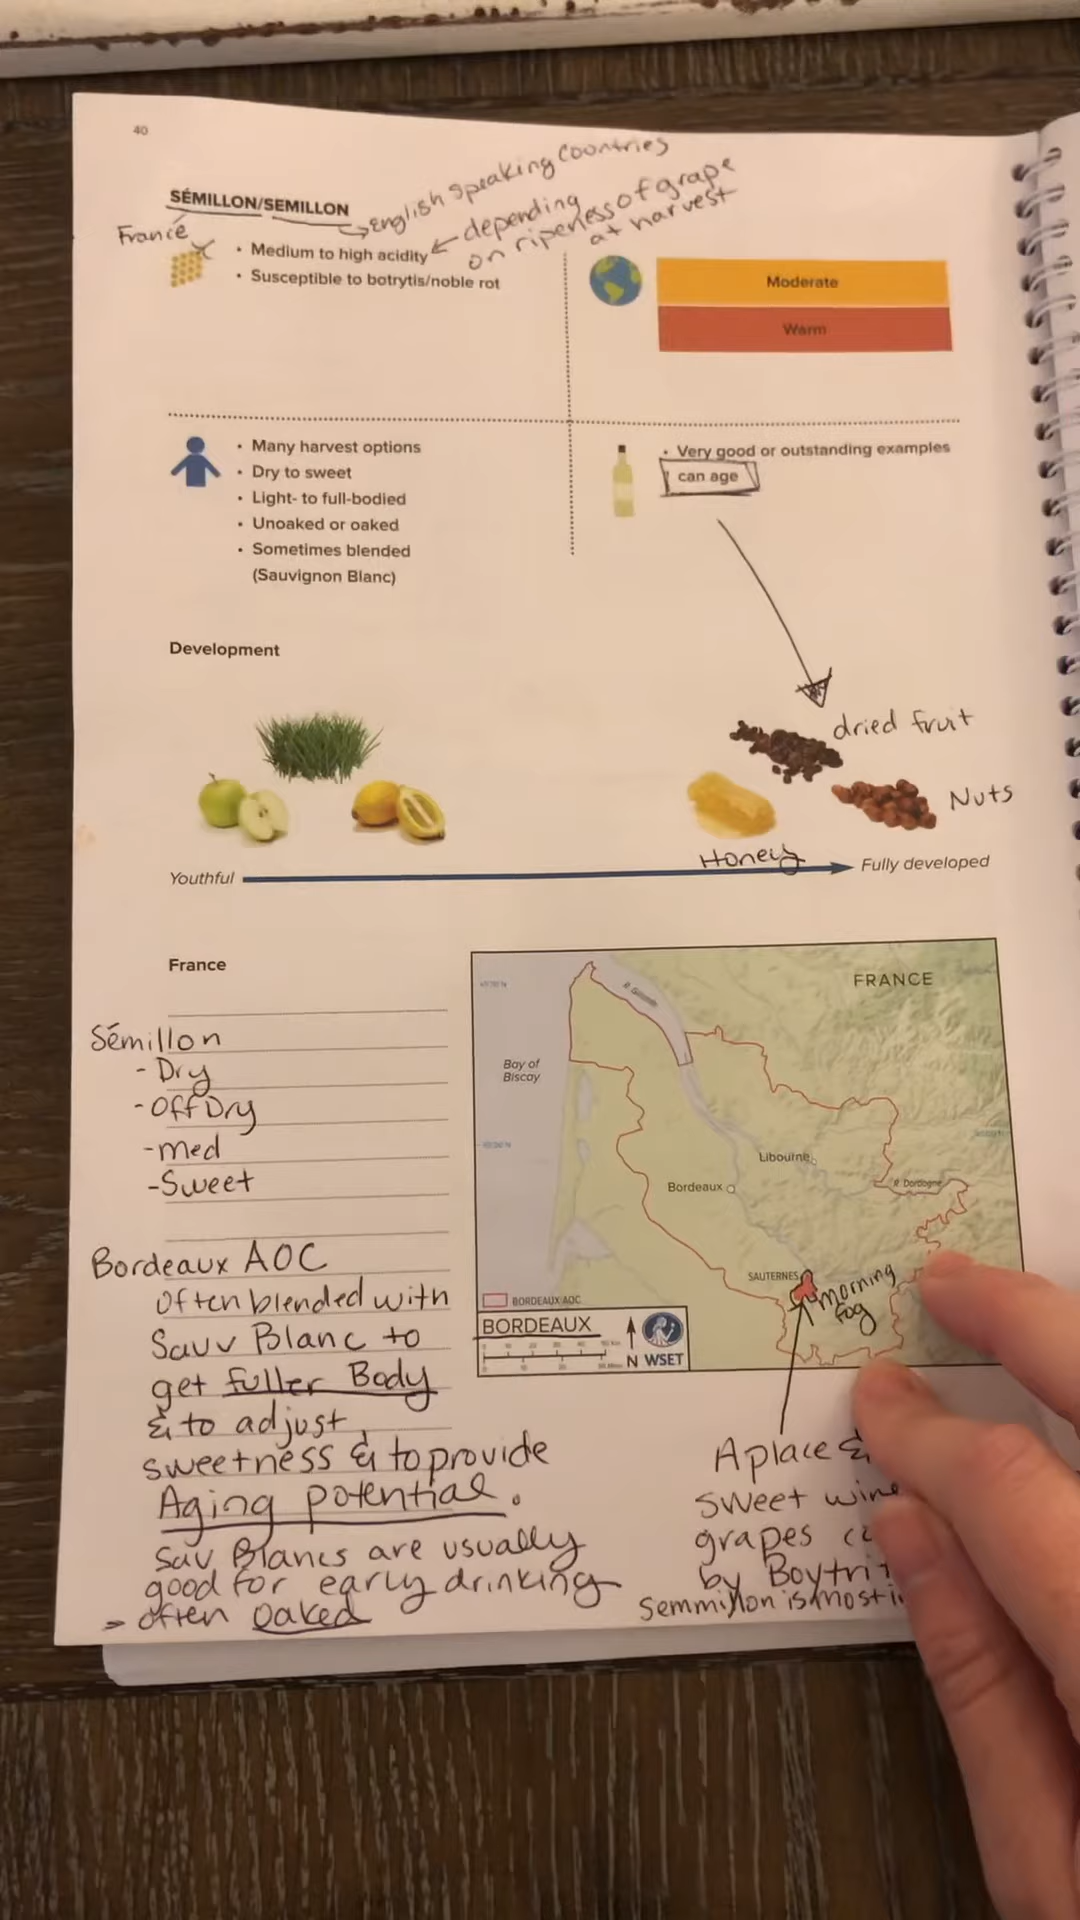 40
SÉMILLON/SEMILLON
English Speaking Countries
France
depending
on ripeness of grape
at harvest
• Medium to high acidity
• Susceptible to botrytis/noble rot
Moderate
Warm
• Many harvest options
• Dry to sweet
• Light- to full-bodied
• Unoaked or oaked
• Sometimes blended
(Sauvignon Blanc)
• Very good or outstanding examples
can age
Development
dried fruit
Nuts
Honey
Youthful
Fully developed
France
Sémillon
- Dry
- Off Dry
- med
- Sweet
Bordeaux AOC
Often blended with
Sauv Blanc to
get fuller Body
& to adjust
sweetness & to provide
Aging potential.
Sav Blancs are usually
good for early drinking
often Oaked
FRANCE
R. Gironde
Bay of
Biscay
Libourne
Bordeaux
R. Dordogne
SAUTERNES
morning
fog
BORDEAUX AOC
BORDEAUX
N WSET
A place &
sweet wine
grapes
by Boytri
Semmillon is most